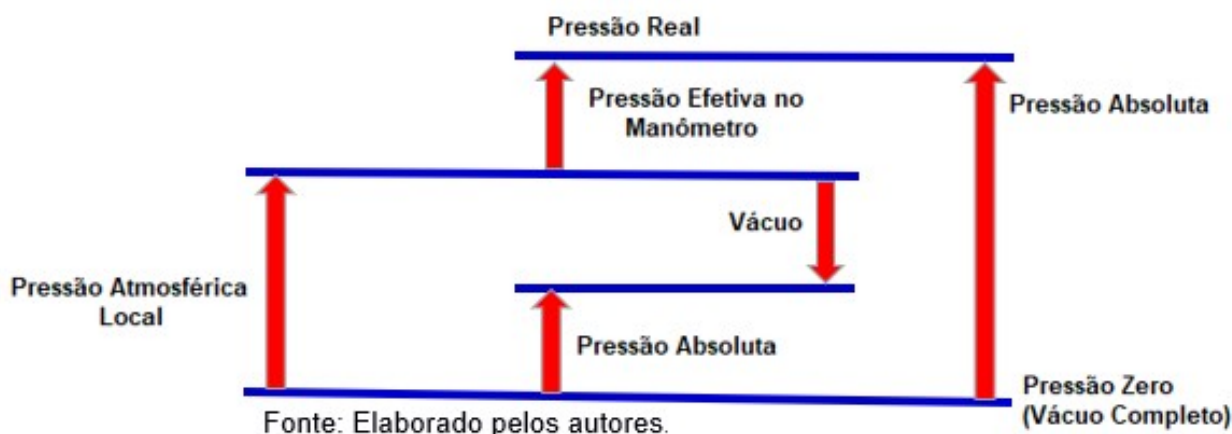 Pressão Real
Pressão Efetiva no
Manômetro
Pressão Absoluta
Vácuo
Pressão Atmosférica
Local
Pressão Absoluta
Pressão Zero
(Vácuo Completo)
Fonte: Elaborado pelos autores.